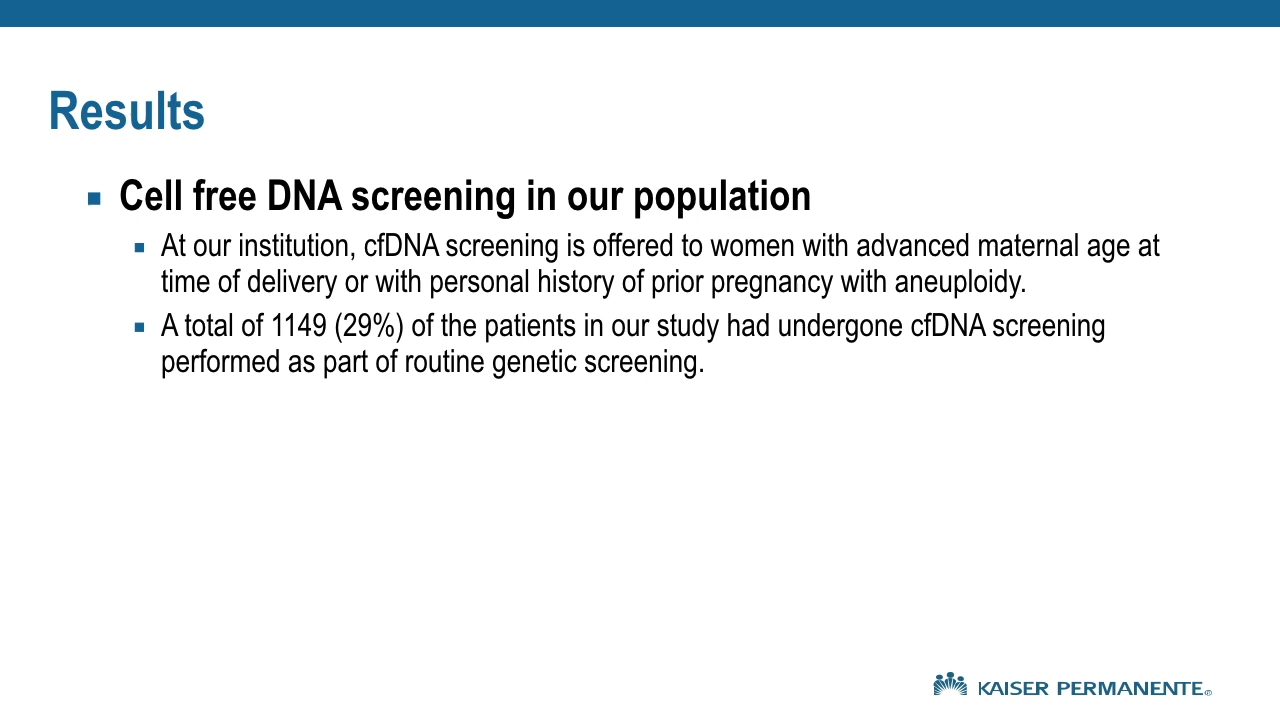 Results
Cell free DNA screening in our population
At our institution, cfDNA screening is offered to women with advanced maternal age at
time of delivery or with personal history of prior pregnancy with aneuploidy.
A total of 1149 (29%) of the patients in our study had undergone cfDNA screening
performed as part of routine genetic screening.
KAISER PERMANENTE®